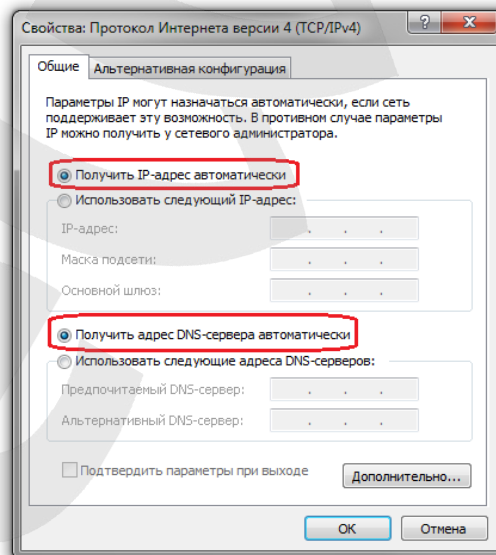 Свойства: Протокол Интернета версии 4 (TCP/IPv4)
Общие
Альтернативная конфигурация
Параметры IP могут назначаться автоматически, если сеть
поддерживает эту возможность. В противном случае параметры
IP можно получить у сетевого администратора.
Получить IP-адрес автоматически
Использовать следующий IP-адрес:
IP-адрес:
Маска подсети:
Основной шлюз:
Получить адрес DNS-сервера автоматически
Использовать следующие адреса DNS-серверов:
Предпочитаемый DNS-сервер:
Альтернативный DNS-сервер:
Подтвердить параметры при выходе
Дополнительно...
ОК
Отмена